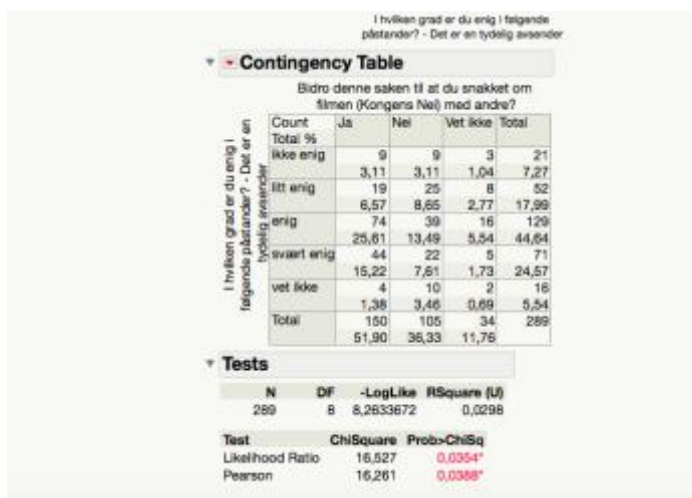 I hvilken grad er du enig i følgende
påstander? - Det er en tydelig avsender
Contingency Table
Bidro denne saken til at du snakket om
filmen (Kongens Nei) med andre?
I hvilken grad er du enig i
følgende påstander? - Det er en
tydelig avsender
Count Ja Nei Vet ikke Total
Total %
Ikke enig 9 9 3 21
3,11 3,11 1,04 7,27
litt enig 19 25 8 52
6,57 8,65 2,77 17,99
enig 74 39 16 129
25,61 13,49 5,54 44,64
svært enig 44 22 5 71
15,22 7,61 1,73 24,57
vet ikke 4 10 2 16
1,38 3,46 0,69 5,54
Total 150 105 34 289
51,90 36,33 11,76
Tests
N DF -LogLike RSquare (U)
289 8 8,2633672 0,0298
Test ChiSquare Prob>ChiSq
Likelihood Ratio 16,527 0,0354*
Pearson 16,261 0,0388*